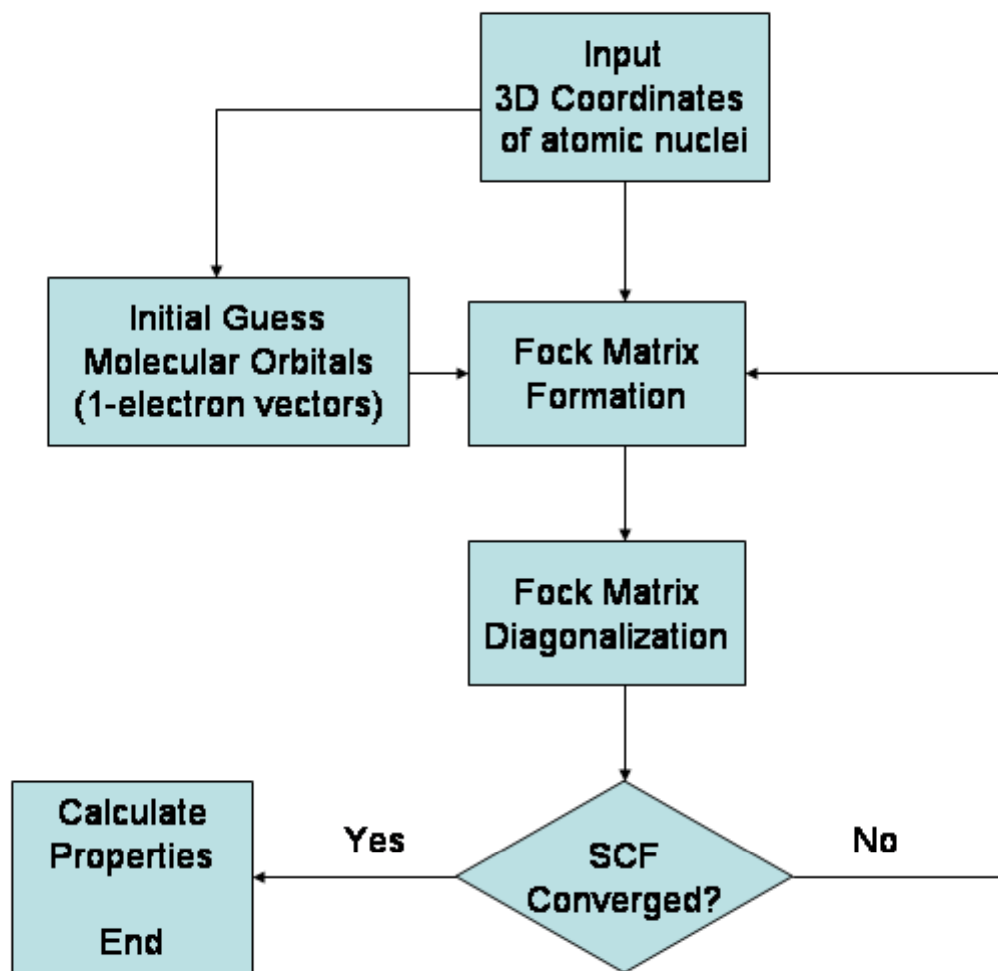 Input
3D Coordinates
of atomic nuclei
Initial Guess
Molecular Orbitals
(1-electron vectors)
Fock Matrix
Formation
Fock Matrix
Diagonalization
SCF
Converged?
Yes
No
Calculate
Properties
End